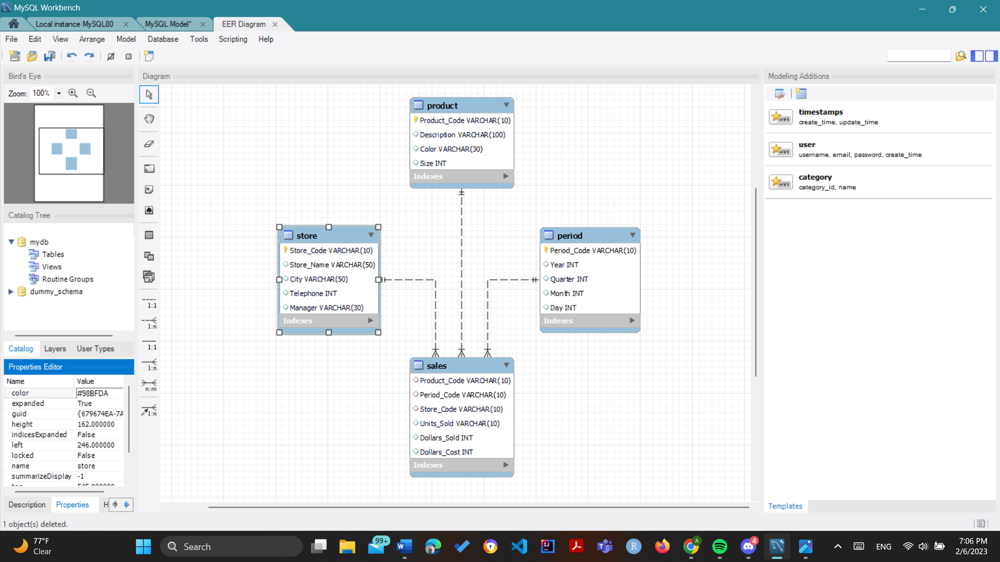 MySQL Workbench
Local instance MySQL80
MySQL Model*
EER Diagram
File Edit View Arrange Model Database Tools Scripting Help
Bird's Eye
Zoom: 100%
Catalog Tree
mydb
Tables
Views
Routine Groups
dummy_schema
Catalog Layers User Types
Properties Editor
Name Value
color #98BFDA
expanded True
guid {679674EA-7A
height 162.000000
indicesExpanded False
left 246.000000
locked False
name store
summarizeDisplay -1
Description Properties H
1 object(s) deleted.
Diagram
1:1
1:n
1:1
1:n
n:m
1:n
product
Product_Code VARCHAR(10)
Description VARCHAR(100)
Color VARCHAR(30)
Size INT
Indexes
store
Store_Code VARCHAR(10)
Store_Name VARCHAR(50)
City VARCHAR(50)
Telephone INT
Manager VARCHAR(30)
Indexes
period
Period_Code VARCHAR(10)
Year INT
Quarter INT
Month INT
Day INT
Indexes
sales
Product_Code VARCHAR(10)
Period_Code VARCHAR(10)
Store_Code VARCHAR(10)
Units_Sold VARCHAR(10)
Dollars_Sold INT
Dollars_Cost INT
Indexes
Modeling Additions
MWB
timestamps
create_time, update_time
MWB
user
username, email, password, create_time
MWB
category
category_id, name
Templates
77°F
Clear
Search
99+
4
ENG
7:06 PM
2/6/2023